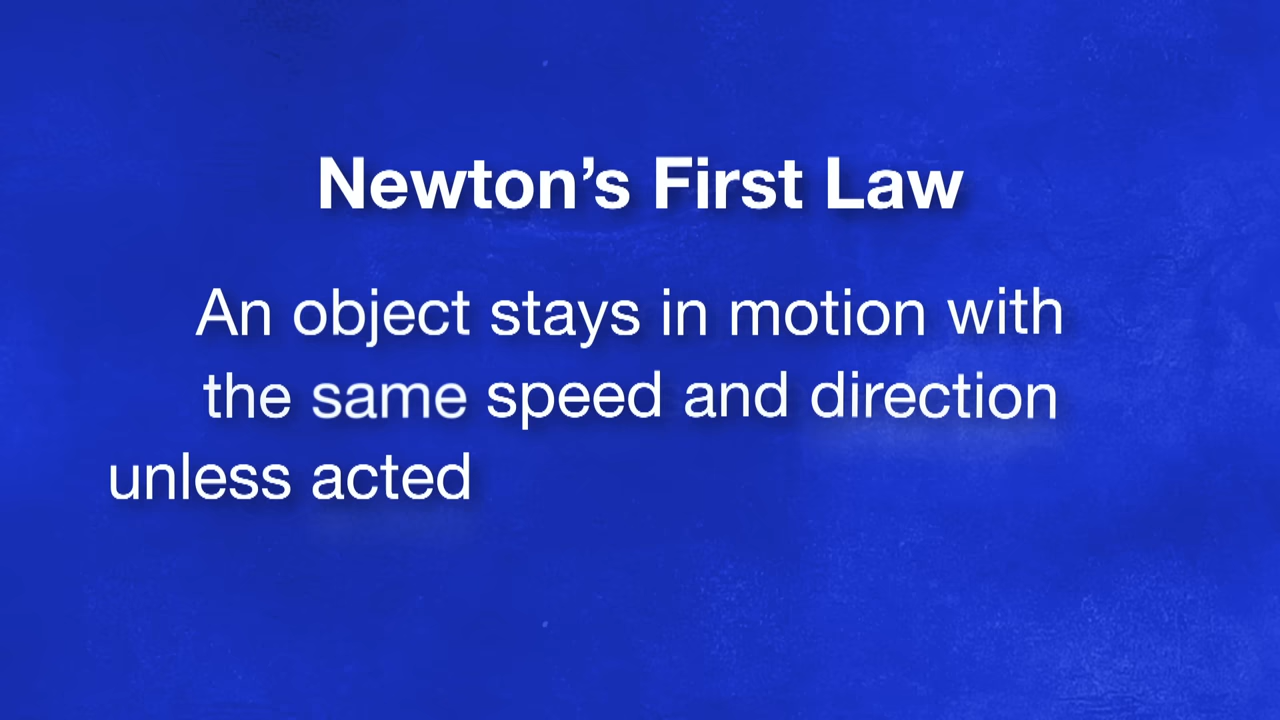 Newton’s First Law
An object stays in motion with
the same speed and direction
unless acted